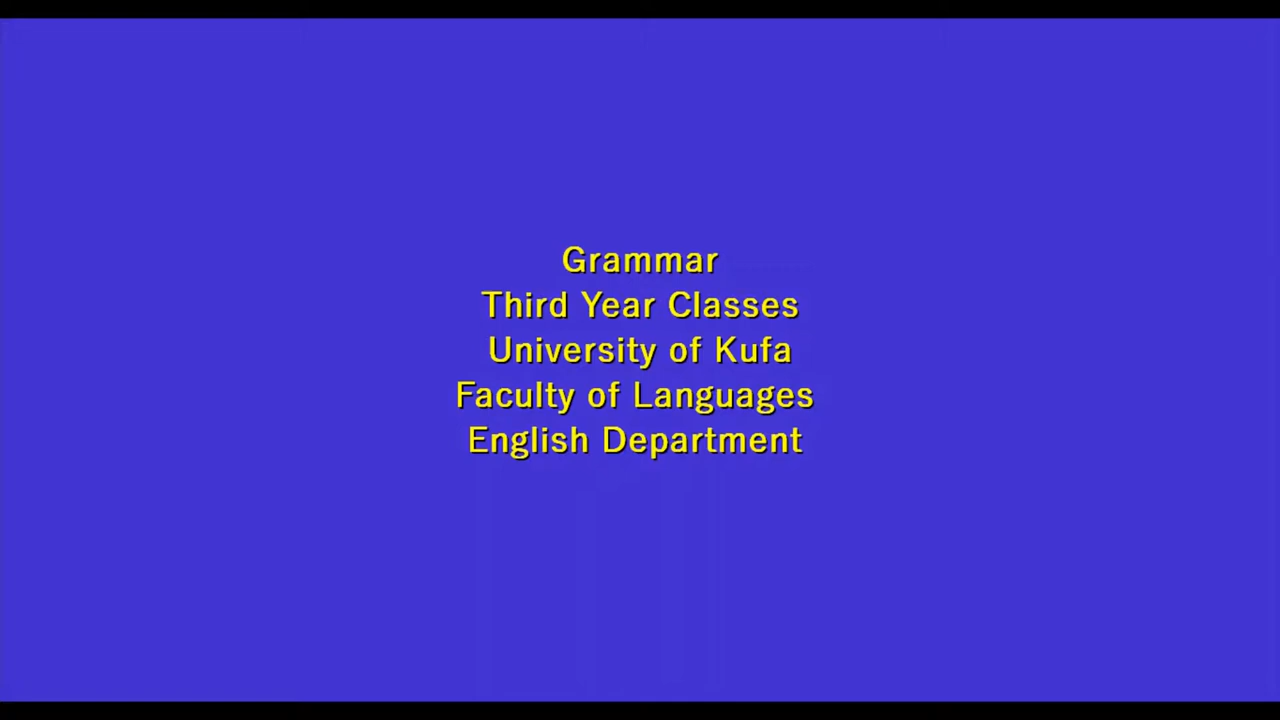 Grammar
Third Year Classes
University of Kufa
Faculty of Languages
English Department